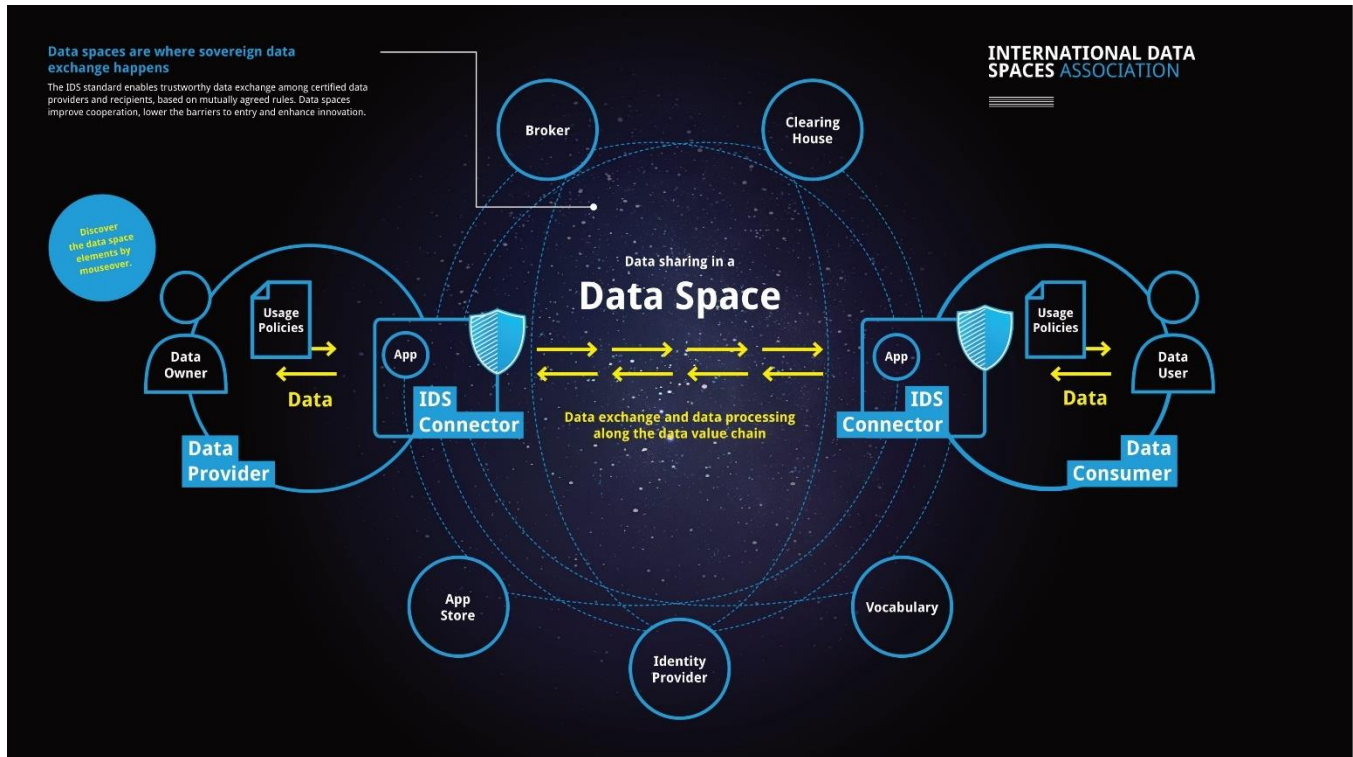 Data spaces are where sovereign data
exchange happens
The IDS standard enables trustworthy data exchange among certified data
providers and recipients, based on mutually agreed rules. Data spaces
improve cooperation, lower the barriers to entry and enhance innovation.
INTERNATIONAL DATA
SPACES ASSOCIATION
Broker
Clearing
House
Discover
the data space
elements by
mouseover.
Data sharing in a
Data Space
Usage
Policies
Data
Owner
Data
App
IDS
Connector
Data
Provider
Data exchange and data processing
along the data value chain
App
IDS
Connector
Usage
Policies
Data
Data
User
Data
Consumer
App
Store
Identity
Provider
Vocabulary